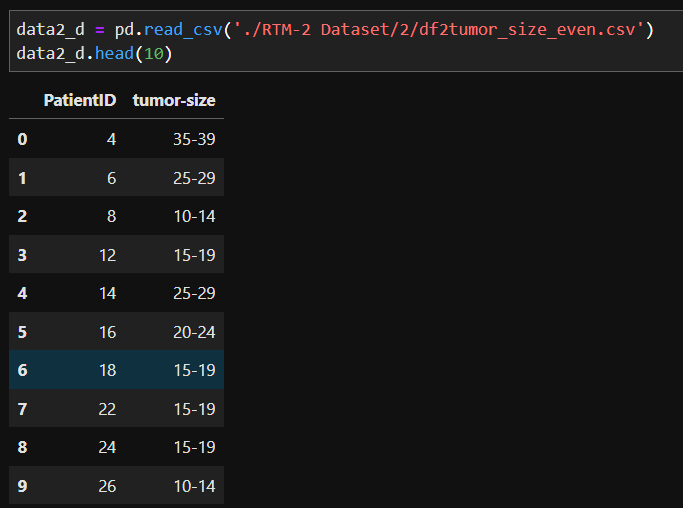 data2_d = pd.read_csv('./RTM-2 Dataset/2/df2tumor_size_even.csv')
data2_d.head(10)
PatientID tumor-size
0 4 35-39
1 6 25-29
2 8 10-14
3 12 15-19
4 14 25-29
5 16 20-24
6 18 15-19
7 22 15-19
8 24 15-19
9 26 10-14